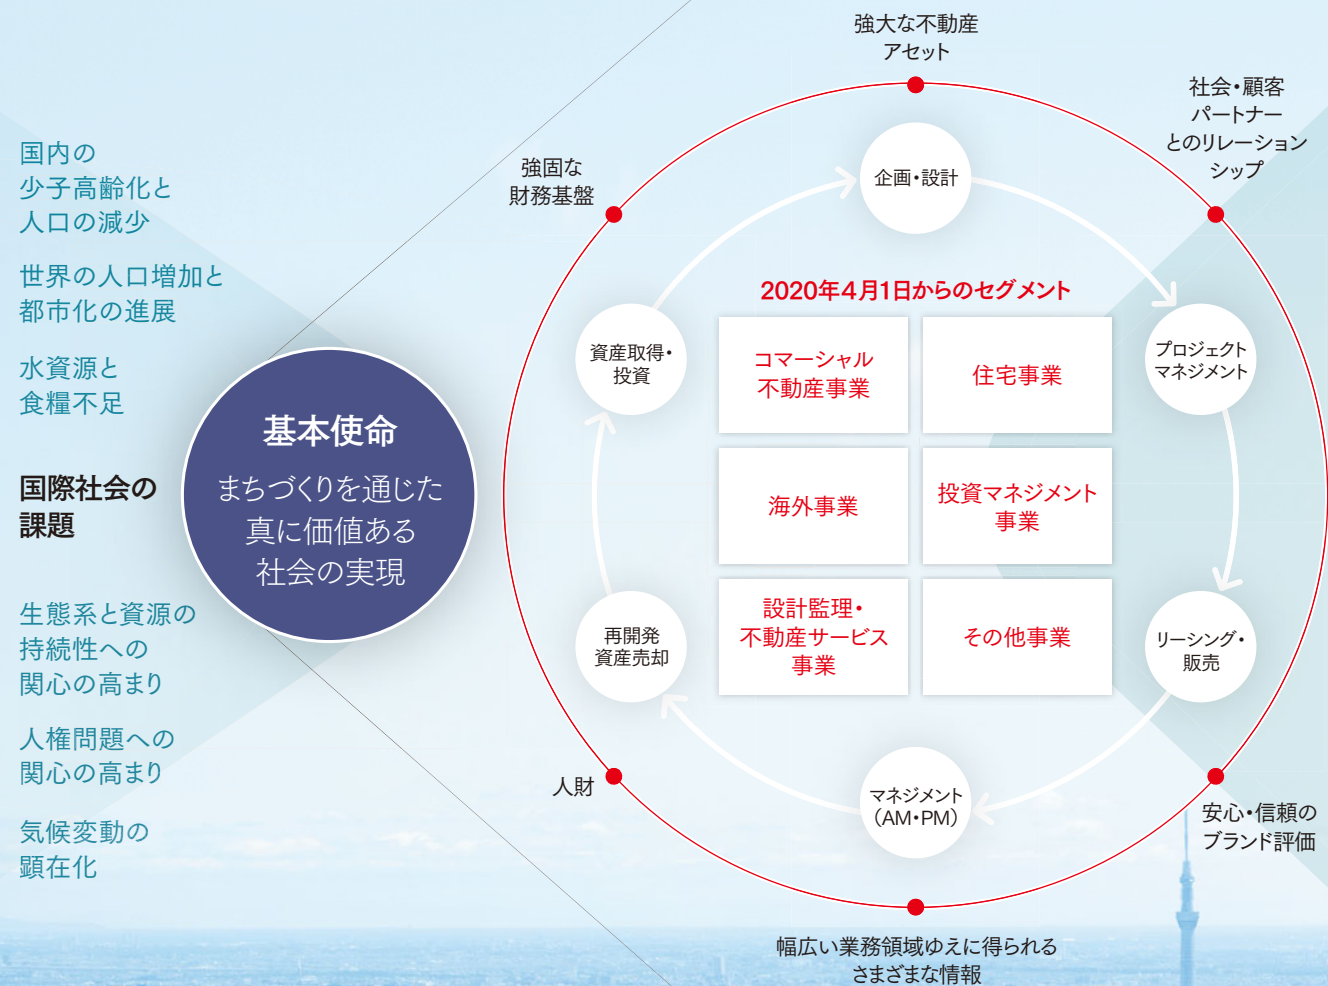 国内の
少子高齢化と
人口の減少
世界の人口増加と
都市化の進展
水資源と
食糧不足
国際社会の
課題
生態系と資源の
持続性への
関心の高まり
人権問題への
関心の高まり
気候変動の
顕在化
基本使命
まちづくりを通じた
真に価値ある
社会の実現
強大な不動産
アセット
社会・顧客
パートナー
とのリレーション
シップ
安心・信頼の
ブランド評価
幅広い業務領域ゆえに得られる
さまざまな情報
人財
強固な
財務基盤
企画・設計
プロジェクト
マネジメント
リーシング・
販売
マネジメント
（AM・PM）
再開発
資産売却
資産取得・
投資
2020年4月1日からのセグメント
コマーシャル
不動産事業
住宅事業
海外事業
投資マネジメント
事業
設計監理・
不動産サービス
事業
その他事業